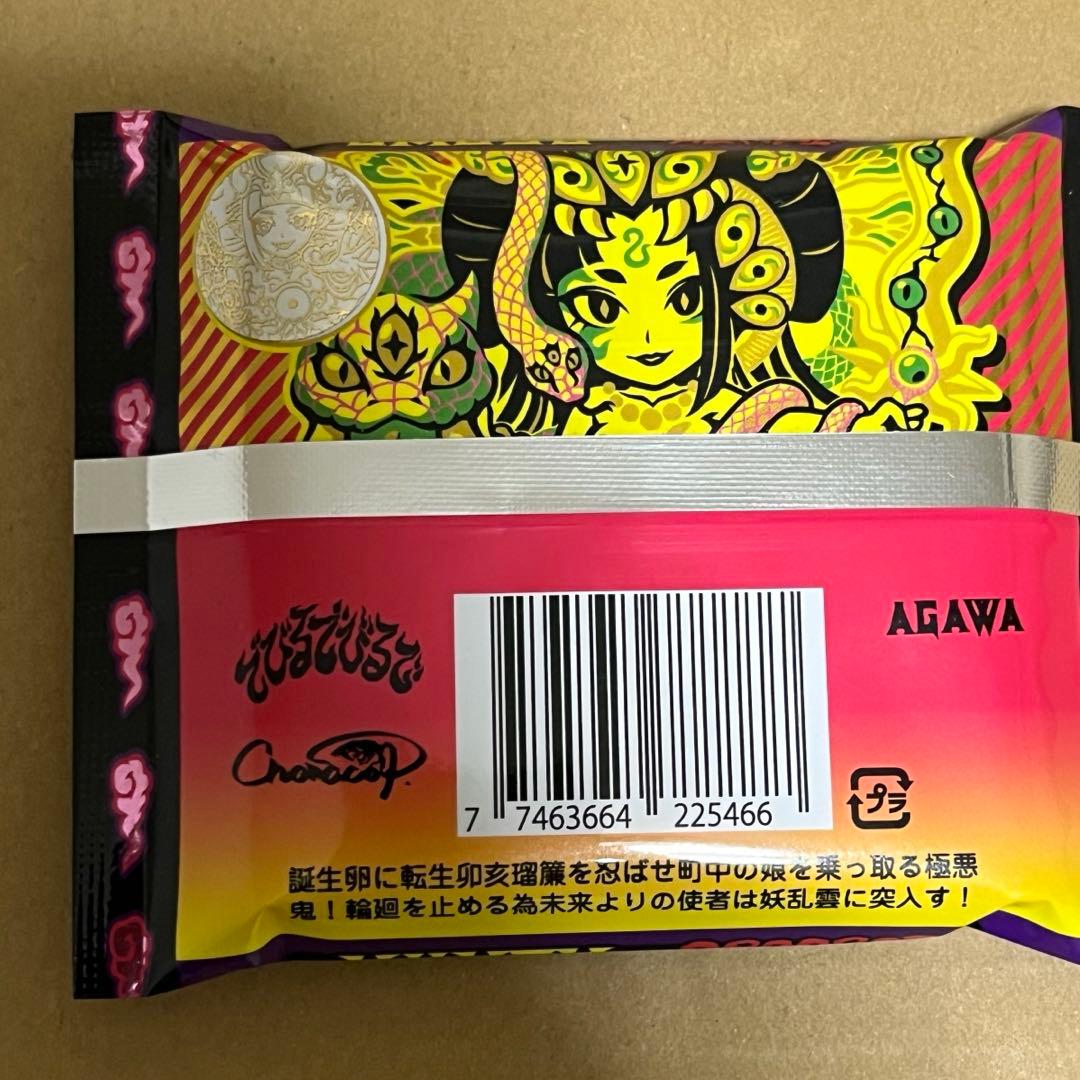 でびるでびるで
AGAWA
7 7463664 225466
プラ
誕生卵に転生卯亥瑠簾を忍ばせ町中の娘を乗っ取る極悪
鬼！輪廻を止める為未来よりの使者は妖乱雲に突入す！